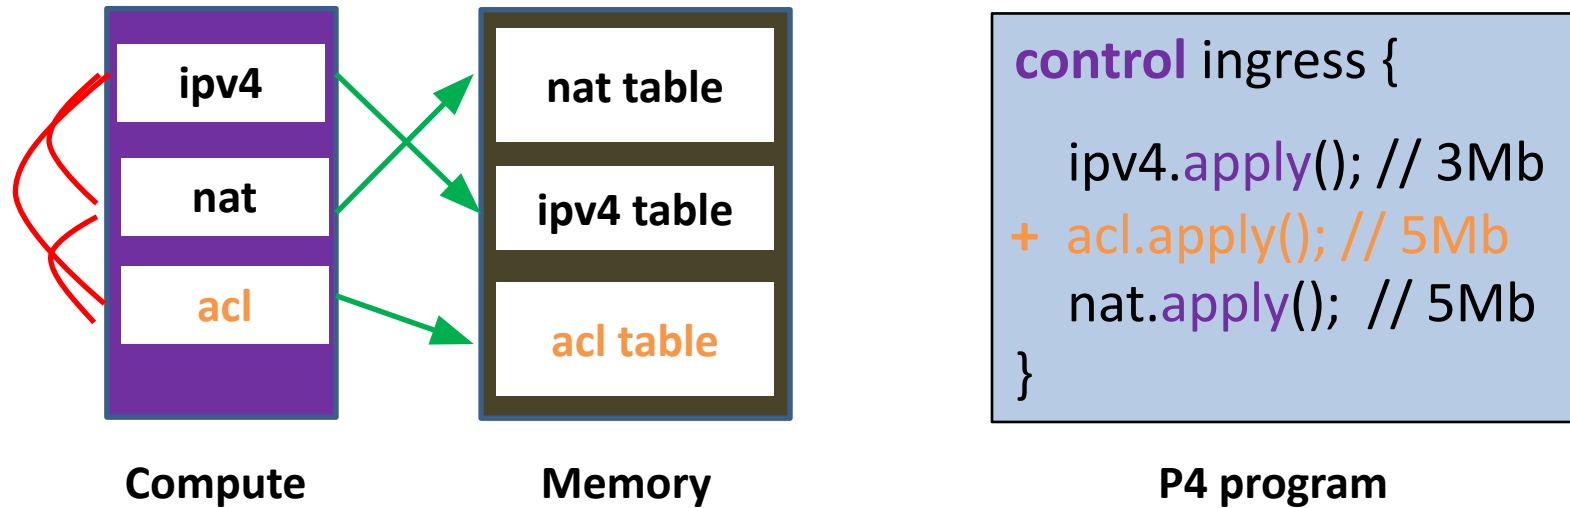 ipv4
nat
acl
Compute
nat table
ipv4 table
acl table
Memory
control ingress {
ipv4.apply(); // 3Mb
+ acl.apply(); // 5Mb
nat.apply(); // 5Mb
}
P4 program